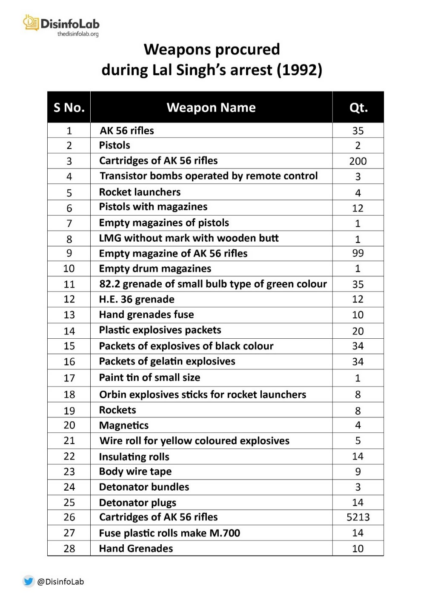 DisinfoLab
thedisinfolab.org
Weapons procured
during Lal Singh's arrest (1992)
S No. Weapon Name Qt.
1 AK 56 rifles 35
2 Pistols 2
3 Cartridges of AK 56 rifles 200
4 Transistor bombs operated by remote control 3
5 Rocket launchers 4
6 Pistols with magazines 12
7 Empty magazines of pistols 1
8 LMG without mark with wooden butt 1
9 Empty magazine of AK 56 rifles 99
10 Empty drum magazines 1
11 82.2 grenade of small bulb type of green colour 35
12 H.E. 36 grenade 12
13 Hand grenades fuse 10
14 Plastic explosives packets 20
15 Packets of explosives of black colour 34
16 Packets of gelatin explosives 34
17 Paint tin of small size 1
18 Orbin explosives sticks for rocket launchers 8
19 Rockets 8
20 Magnetics 4
21 Wire roll for yellow coloured explosives 5
22 Insulating rolls 14
23 Body wire tape 9
24 Detonator bundles 3
25 Detonator plugs 14
26 Cartridges of AK 56 rifles 5213
27 Fuse plastic rolls make M.700 14
28 Hand Grenades 10
@DisinfoLab